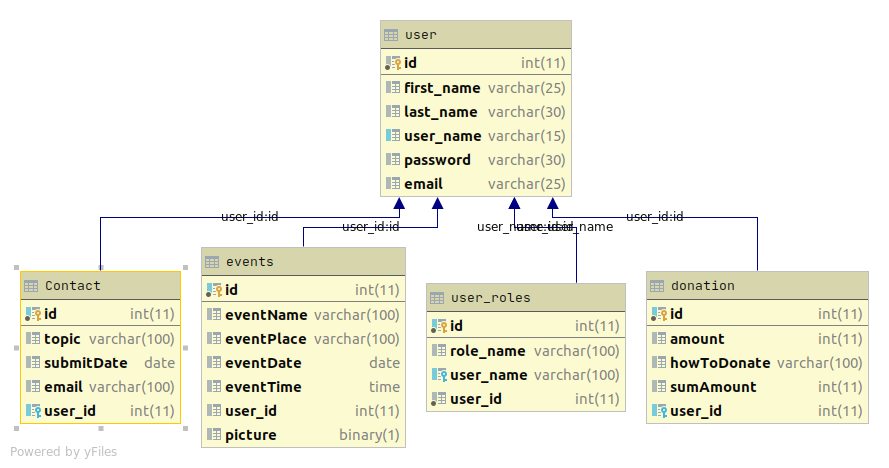 user
id int(11)
first_name varchar(25)
last_name varchar(30)
user_name varchar(15)
password varchar(30)
email varchar(25)
user_id:id
user_id:id
user_id:id
Contact
id int(11)
topic varchar(100)
submitDate date
email varchar(100)
user_id int(11)
events
id int(11)
eventName varchar(100)
eventPlace varchar(100)
eventDate date
eventTime time
user_id int(11)
picture binary(1)
user_roles
id int(11)
role_name varchar(100)
user_name varchar(100)
user_id int(11)
donation
id int(11)
amount int(11)
howToDonate varchar(100)
sumAmount int(11)
user_id int(11)
Powered by yFiles